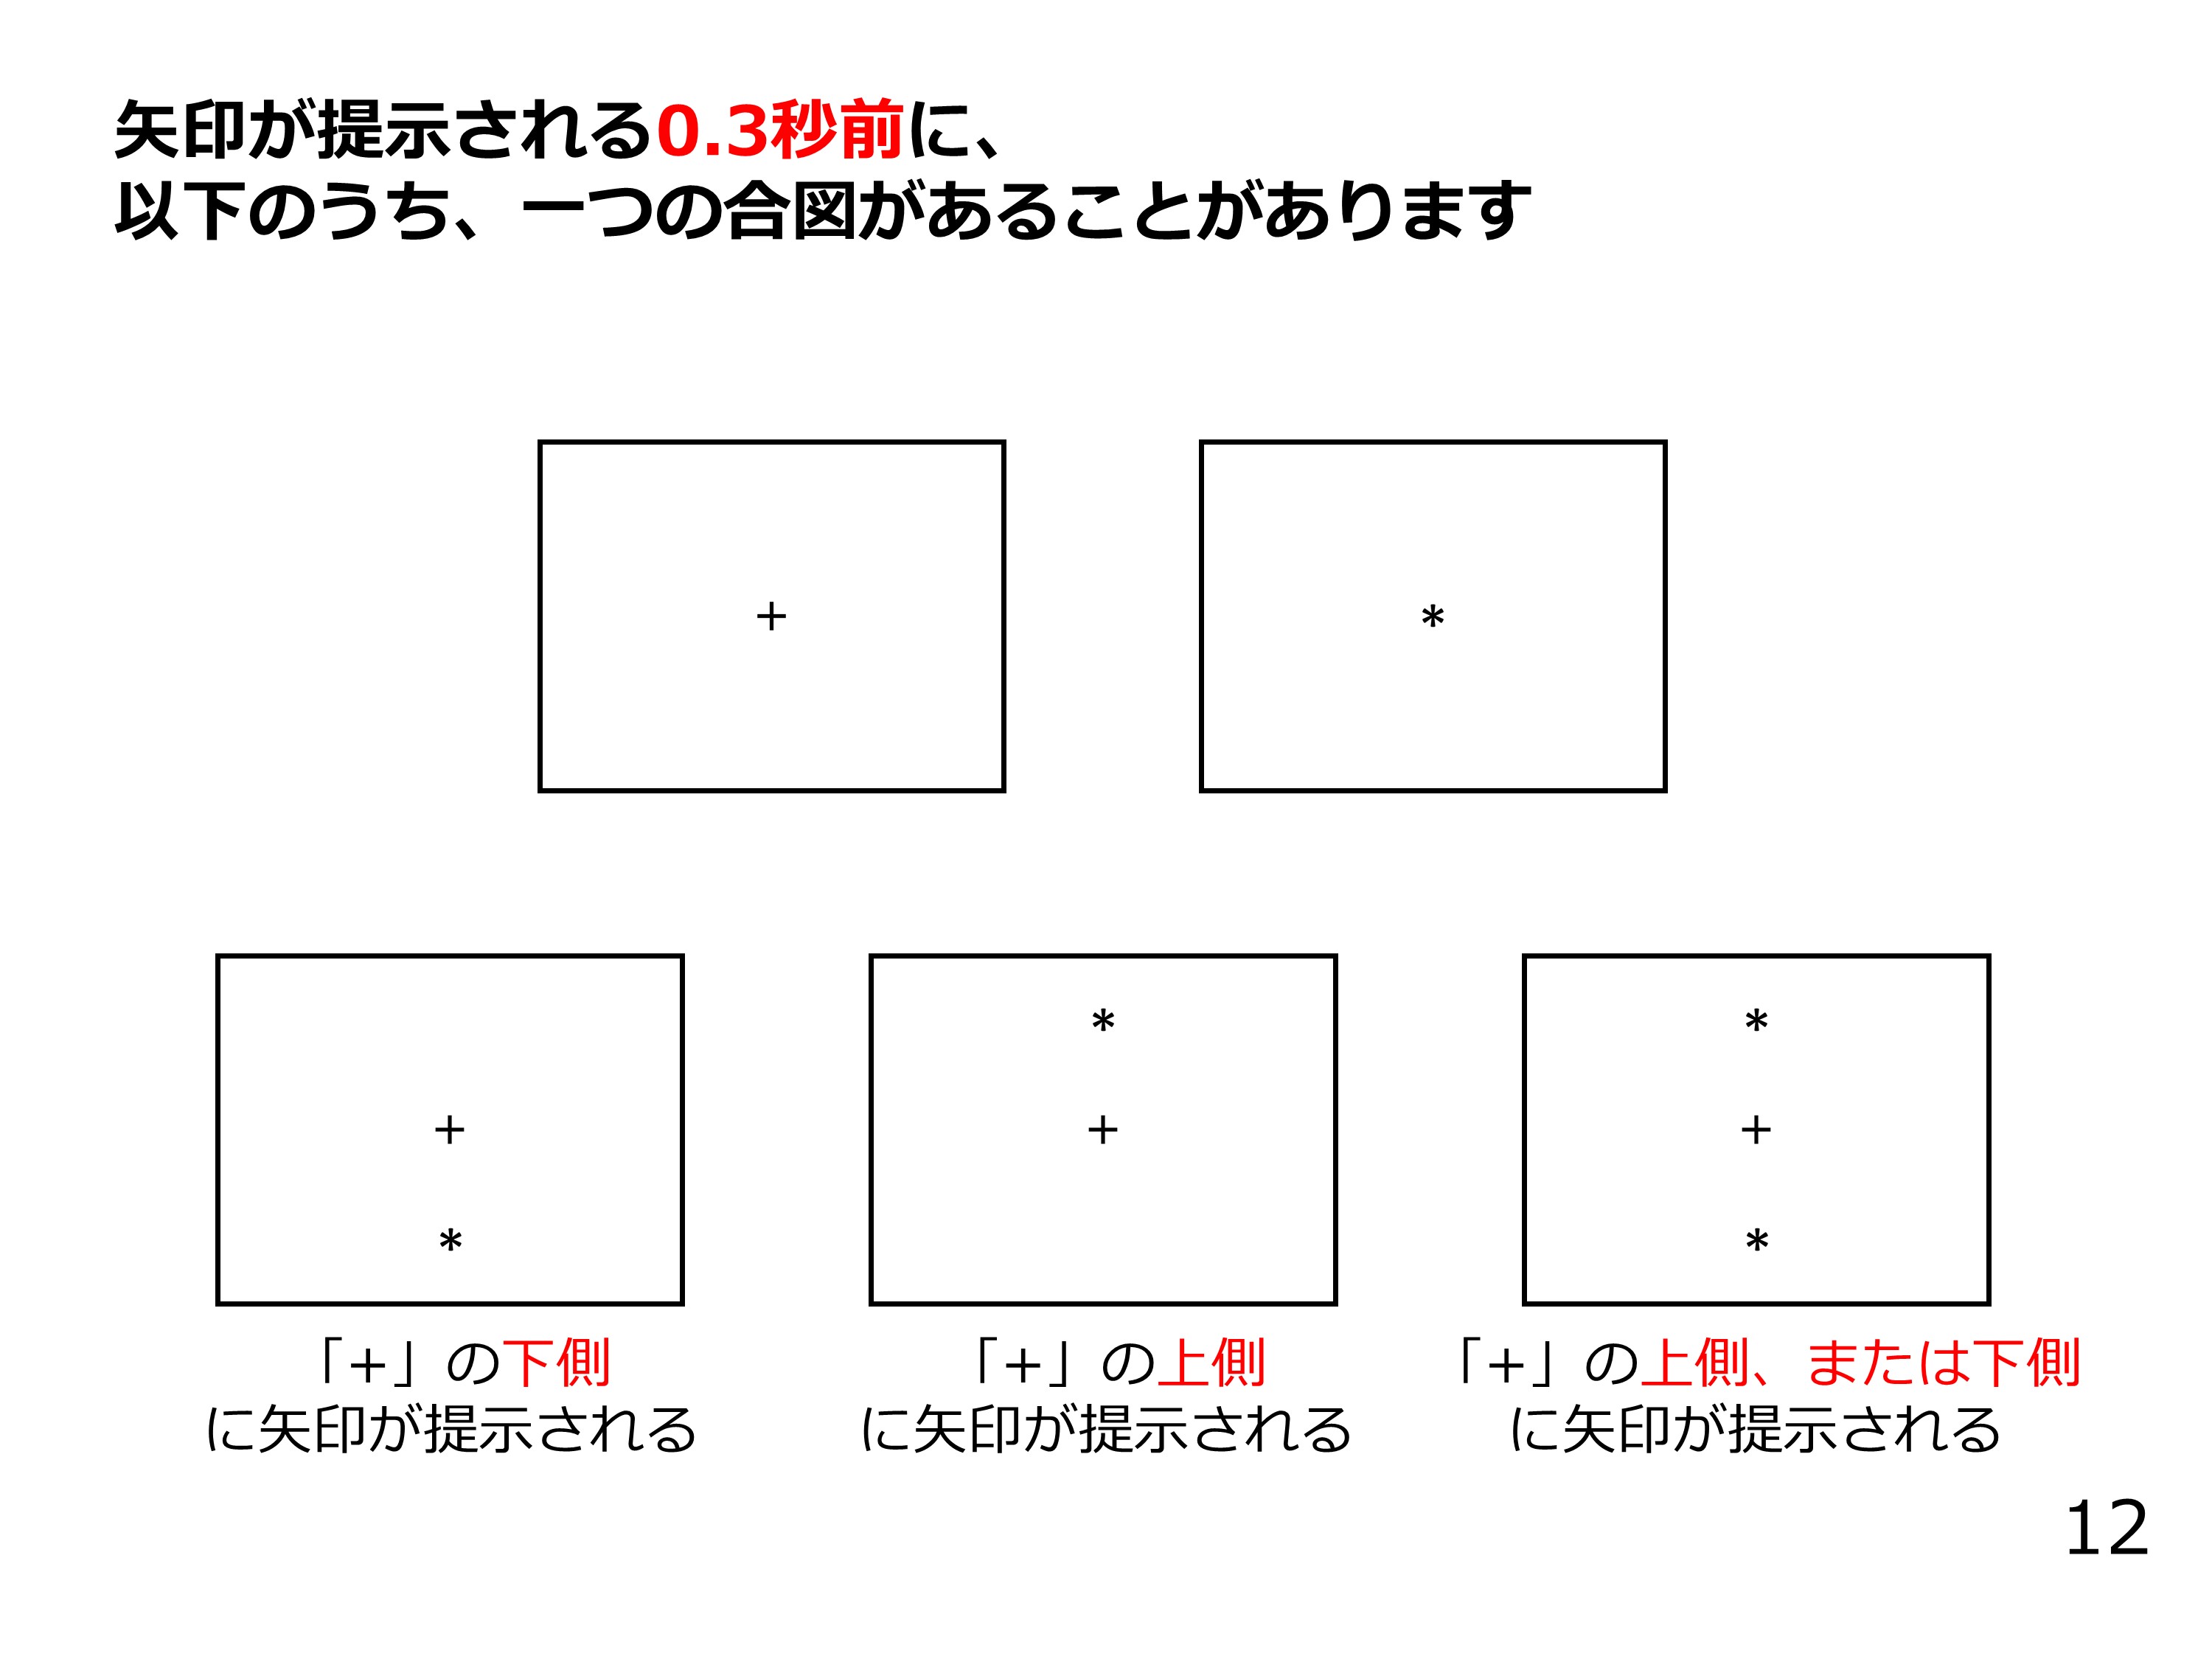 矢印が提示される0.3秒前に、
以下のうち、一つの合図があることがあります
+
*
+
*
*
+
*
+
*
「+」の下側
に矢印が提示される
「+」の上側
に矢印が提示される
「+」の上側、または下側
に矢印が提示される
12